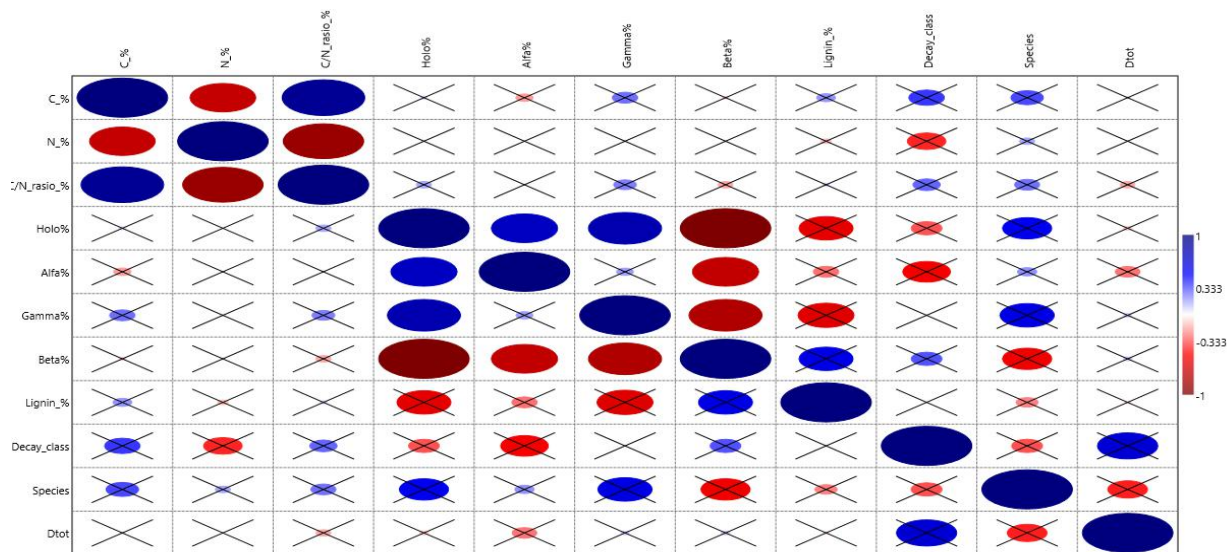 C_%
N_%
C/N_rasio_%
Holo%
Alfa%
Gamma%
Beta%
Lignin_%
Decay_class
Species
Dtot
C_%
N_%
C/N_rasio_%
Holo%
Alfa%
Gamma%
Beta%
Lignin_%
Decay_class
Species
Dtot
1
0.333
-0.333
-1